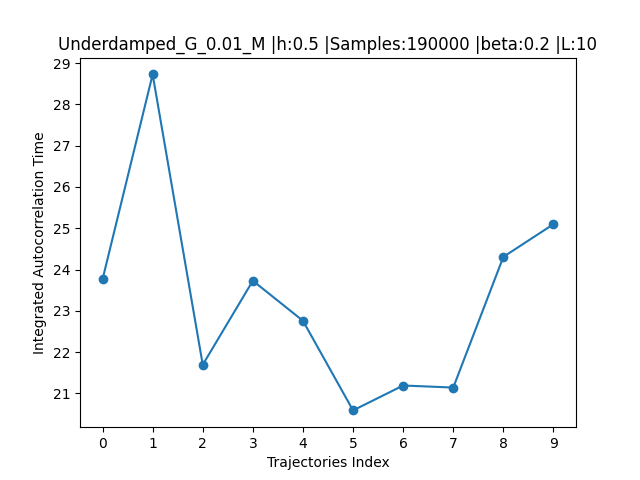 Underdamped_G_0.01_M |h:0.5 |Samples:190000 |beta:0.2 |L:10
29
28
27
26
25
24
23
22
21
Integrated Autocorrelation Time
0 1 2 3 4 5 6 7 8 9
Trajectories Index